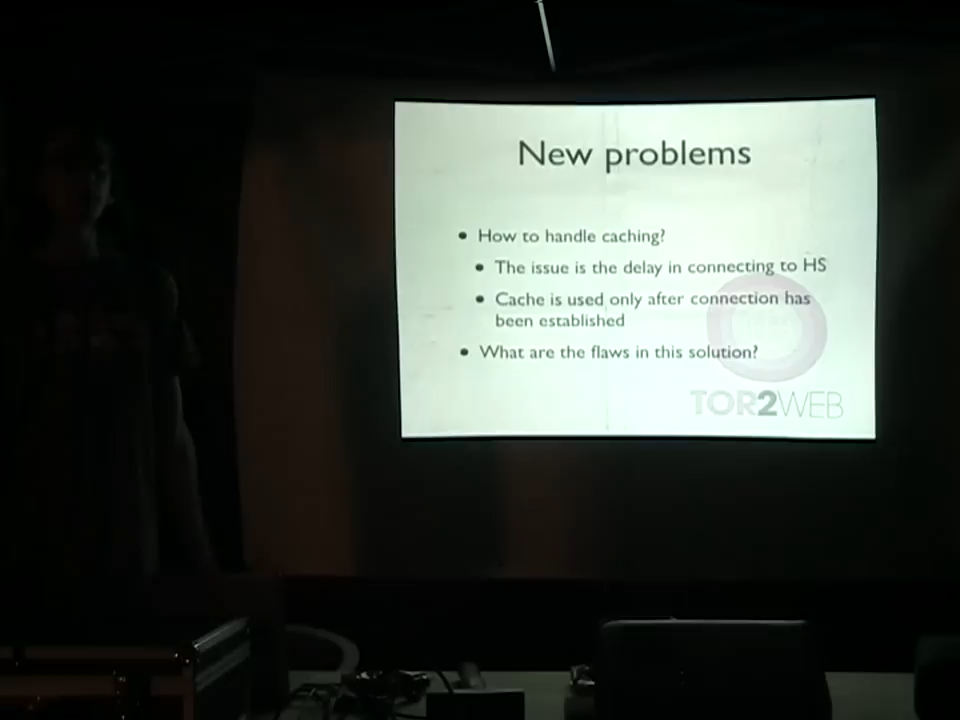 New problems
• How to handle caching?
• The issue is the delay in connecting to HS
• Cache is used only after connection has
been established
• What are the flaws in this solution?
TOR2WEB